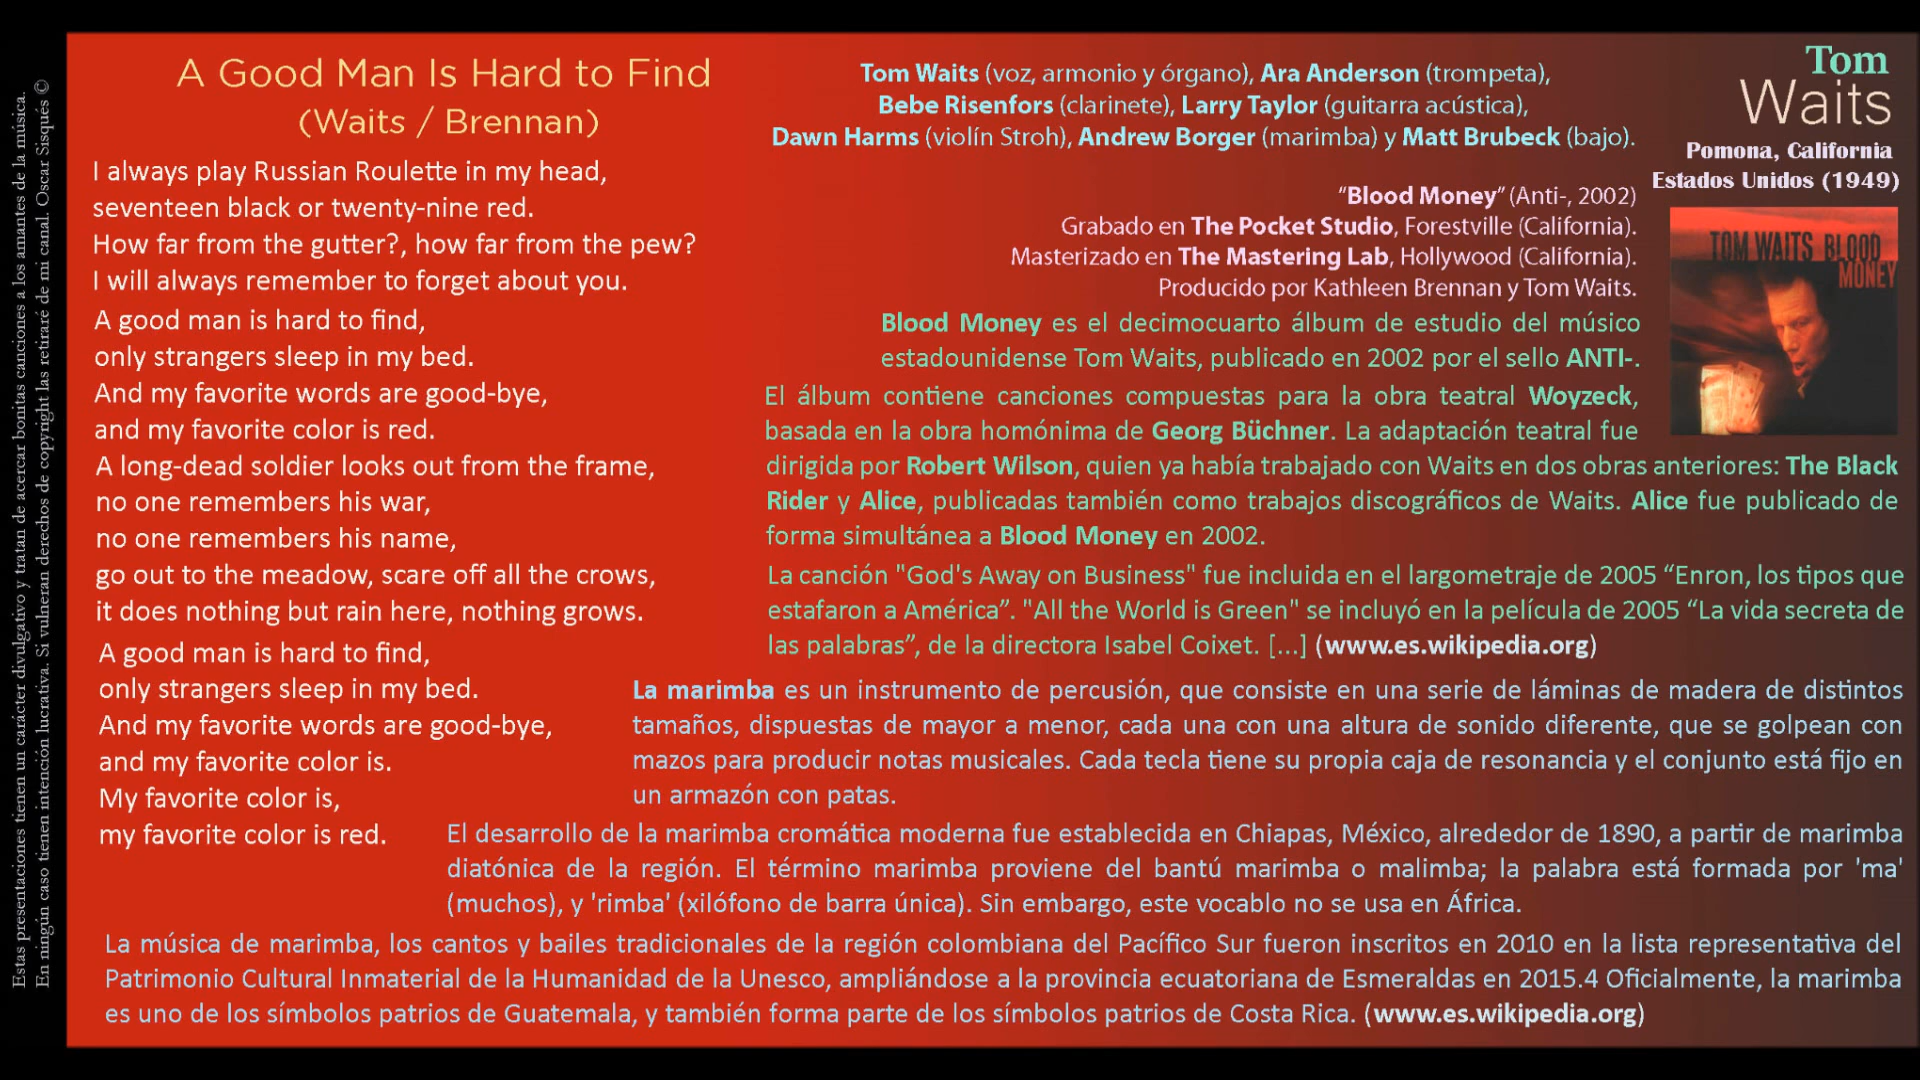 A Good Man Is Hard to Find
(Waits / Brennan)
I always play Russian Roulette in my head,
seventeen black or twenty-nine red.
How far from the gutter?, how far from the pew?
I will always remember to forget about you.
A good man is hard to find,
only strangers sleep in my bed.
And my favorite words are good-bye,
and my favorite color is red.
A long-dead soldier looks out from the frame,
no one remembers his war,
no one remembers his name,
go out to the meadow, scare off all the crows,
it does nothing but rain here, nothing grows.
A good man is hard to find,
only strangers sleep in my bed.
And my favorite words are good-bye,
and my favorite color is.
My favorite color is,
my favorite color is red.
Tom Waits (voz, armonio y órgano), Ara Anderson (trompeta),
Bebe Risenfors (clarinete), Larry Taylor (guitarra acústica),
Dawn Harms (violín Stroh), Andrew Borger (marimba) y Matt Brubeck (bajo).
“Blood Money” (Anti-, 2002)
Grabado en The Pocket Studio, Forestville (California).
Masterizado en The Mastering Lab, Hollywood (California).
Producido por Kathleen Brennan y Tom Waits.
Tom
Waits
Pomona, California
Estados Unidos (1949)
TOM WAITS BLOOD
MONEY
Blood Money es el decimocuarto álbum de estudio del músico
estadounidense Tom Waits, publicado en 2002 por el sello ANTI-.
El álbum contiene canciones compuestas para la obra teatral Woyzeck,
basada en la obra homónima de Georg Büchner. La adaptación teatral fue
dirigida por Robert Wilson, quien ya había trabajado con Waits en dos obras anteriores: The Black
Rider y Alice, publicadas también como trabajos discográficos de Waits. Alice fue publicado de
forma simultánea a Blood Money en 2002.
La canción "God's Away on Business" fue incluida en el largometraje de 2005 “Enron, los tipos que
estafaron a América”. "All the World is Green" se incluyó en la película de 2005 “La vida secreta de
las palabras”, de la directora Isabel Coixet. [...] (www.es.wikipedia.org)
La marimba es un instrumento de percusión, que consiste en una serie de láminas de madera de distintos
tamaños, dispuestas de mayor a menor, cada una con una altura de sonido diferente, que se golpean con
mazos para producir notas musicales. Cada tecla tiene su propia caja de resonancia y el conjunto está fijo en
un armazón con patas.
El desarrollo de la marimba cromática moderna fue establecida en Chiapas, México, alrededor de 1890, a partir de marimba
diatónica de la región. El término marimba proviene del bantú marimba o malimba; la palabra está formada por 'ma'
(muchos), y 'rimba' (xilófono de barra única). Sin embargo, este vocablo no se usa en África.
La música de marimba, los cantos y bailes tradicionales de la región colombiana del Pacífico Sur fueron inscritos en 2010 en la lista representativa del
Patrimonio Cultural Inmaterial de la Humanidad de la Unesco, ampliándose a la provincia ecuatoriana de Esmeraldas en 2015.4 Oficialmente, la marimba
es uno de los símbolos patrios de Guatemala, y también forma parte de los símbolos patrios de Costa Rica. (www.es.wikipedia.org)
Estas presentaciones tienen un carácter divulgativo y tratan de acercar bonitas canciones a los amantes de la música.
En ningún caso tienen intención lucrativa. Si vulneran derechos de copyright las retiraré de mi canal. Oscar Sisqués ©